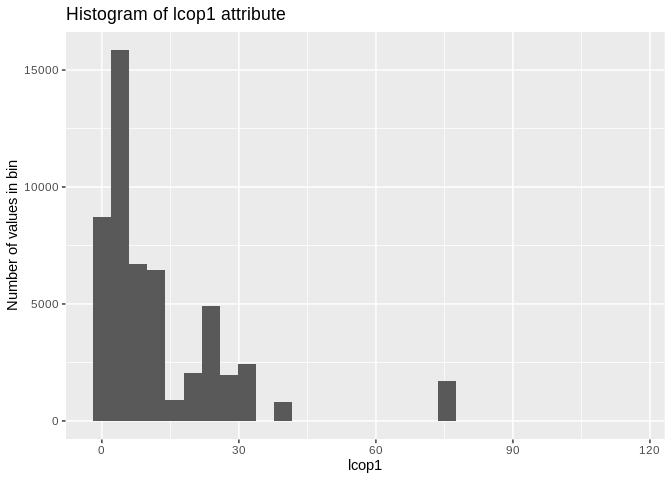 Histogram of lcop1 attribute
Number of values in bin
15000
10000
5000
0
0 30 60 90 120
lcop1